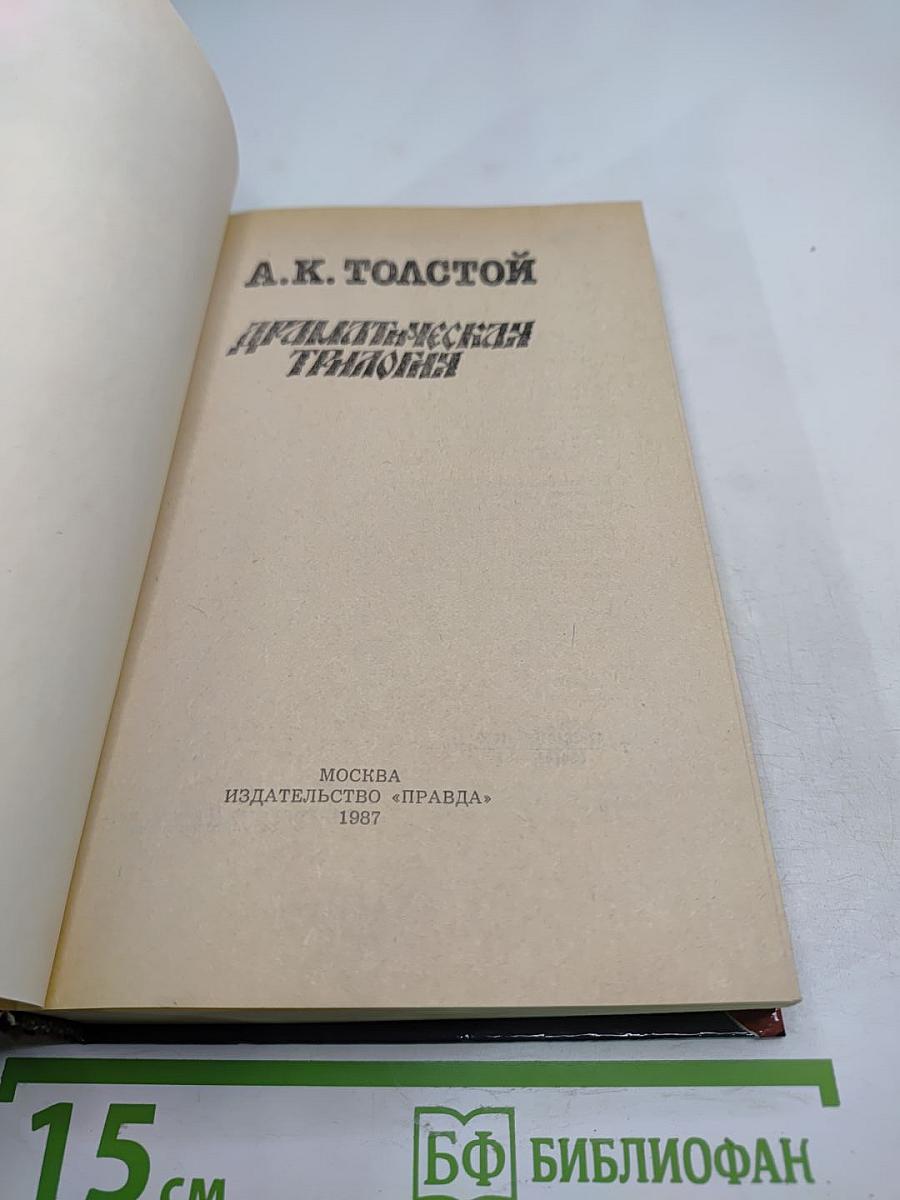 А.К. ТОЛСТОЙ
ДРАМАТИЧЕСКАЯ
ТРИЛОГИЯ
МОСКВА
ИЗДАТЕЛЬСТВО «ПРАВДА»
1987
15 см
БФ БИБЛИОФАН